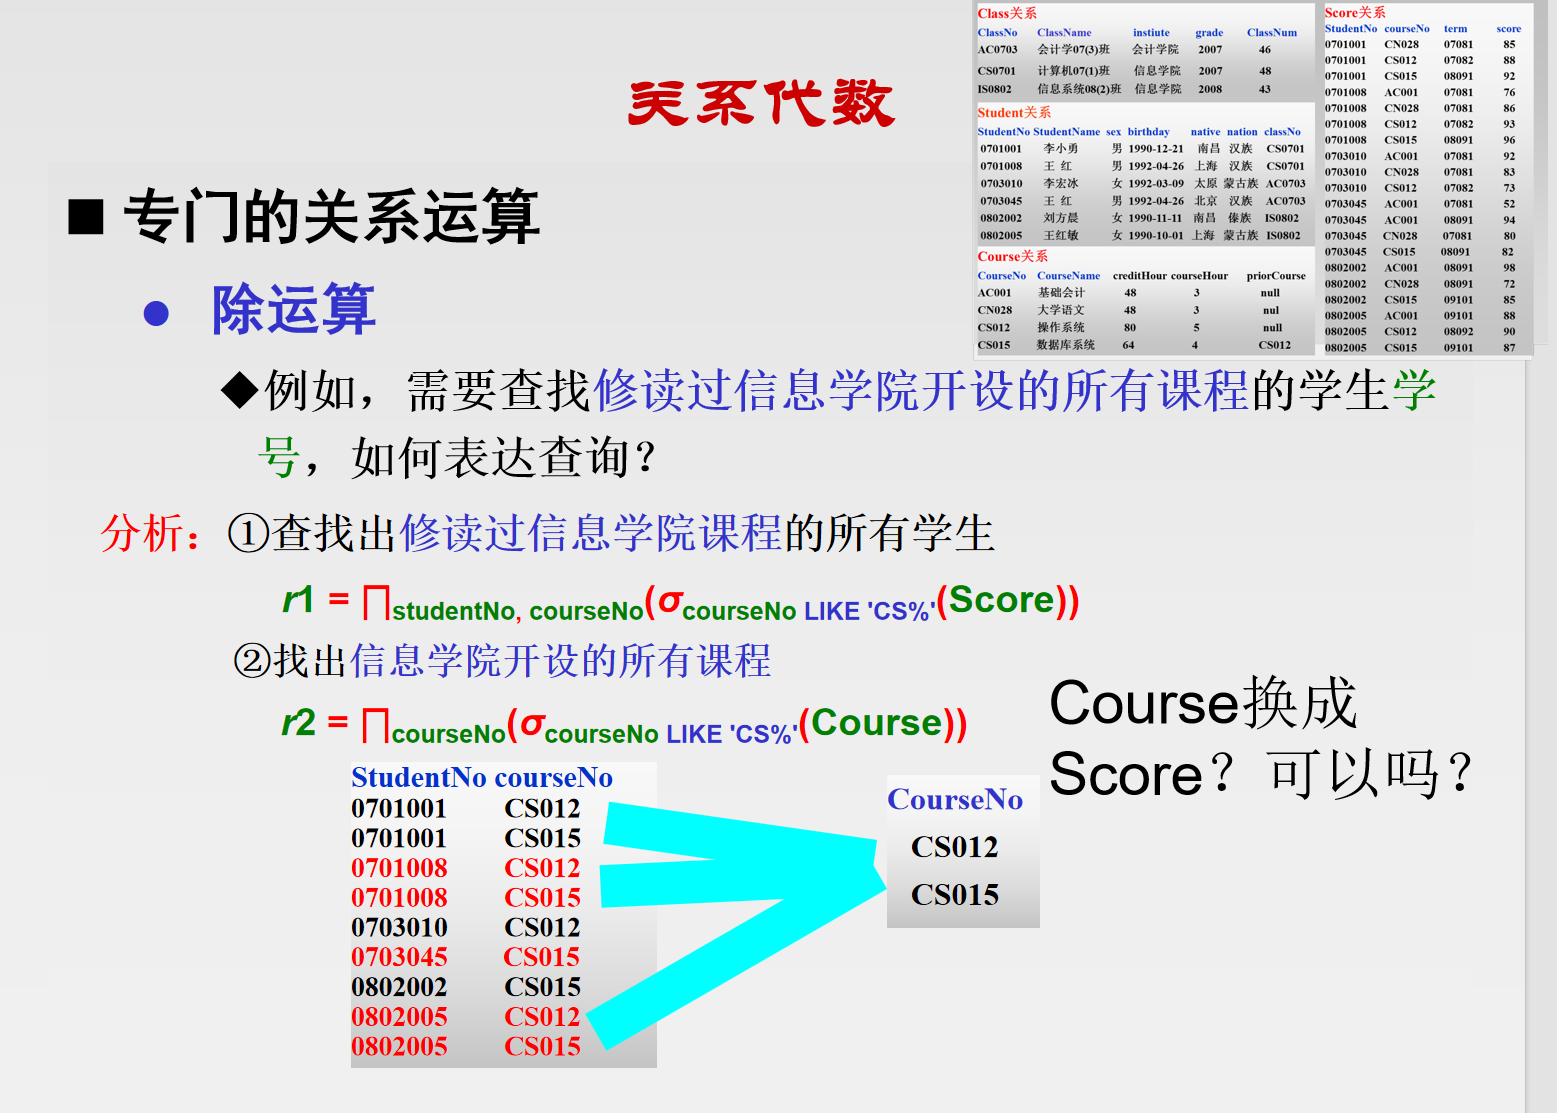 关系代数
Class关系
ClassNo ClassName instiute grade ClassNum
AC0703 会计学07(3)班 会计学院 2007 46
CS0701 计算机07(1)班 信息学院 2007 48
IS0802 信息系统08(2)班 信息学院 2008 43
Student关系
StudentNo StudentName sex birthday native nation classNo
0701001 李小勇 男 1990-12-21 南昌 汉族 CS0701
0701008 王 红 男 1992-04-26 上海 汉族 CS0701
0703010 李宏冰 女 1992-03-09 太原 蒙古族 AC0703
0703045 王 红 男 1992-04-26 北京 汉族 AC0703
0802002 刘方晨 女 1990-11-11 南昌 傣族 IS0802
0802005 王红敏 女 1990-10-01 上海 蒙古族 IS0802
Course关系
CourseNo CourseName creditHour courseHour priorCourse
AC001 基础会计 48 3 null
CN028 大学语文 48 3 nul
CS012 操作系统 80 5 null
CS015 数据库系统 64 4 CS012
Score关系
StudentNo courseNo term score
0701001 CN028 07081 85
0701001 CS012 07082 88
0701001 CS015 08091 92
0701008 AC001 07081 76
0701008 CN028 07081 86
0701008 CS012 07082 93
0701008 CS015 08091 96
0703010 AC001 07081 92
0703010 CN028 07081 83
0703010 CS012 07082 73
0703045 AC001 07081 52
0703045 AC001 08091 94
0703045 CN028 07081 80
0703045 CS015 08091 82
0802002 AC001 08091 98
0802002 CN028 08091 72
0802002 CS015 09101 85
0802005 AC001 09101 88
0802005 CS012 08092 90
0802005 CS015 09101 87
■ 专门的关系运算
● 除运算
◆例如，需要查找修读过信息学院开设的所有课程的学生学
号，如何表达查询？
分析：①查找出修读过信息学院课程的所有学生
r1 = ∏studentNo, courseNo(σcourseNo LIKE 'CS%'(Score))
②找出信息学院开设的所有课程
r2 = ∏courseNo(σcourseNo LIKE 'CS%'(Course))
Course换成
Score？可以吗？
StudentNo courseNo
0701001 CS012
0701001 CS015
0701008 CS012
0701008 CS015
0703010 CS012
0703045 CS015
0802002 CS015
0802005 CS012
0802005 CS015
CourseNo
CS012
CS015